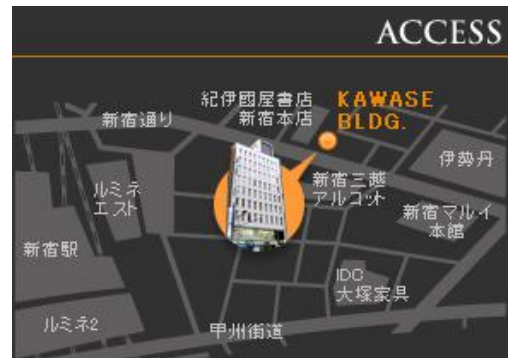 ACCESS
紀伊國屋書店
新宿本店
KAWASE
BLDG.
新宿通り
伊勢丹
ルミネ
エスト
新宿三越
アルコット
新宿マルイ
本館
新宿駅
IDC
大塚家具
ルミネ2
甲州街道